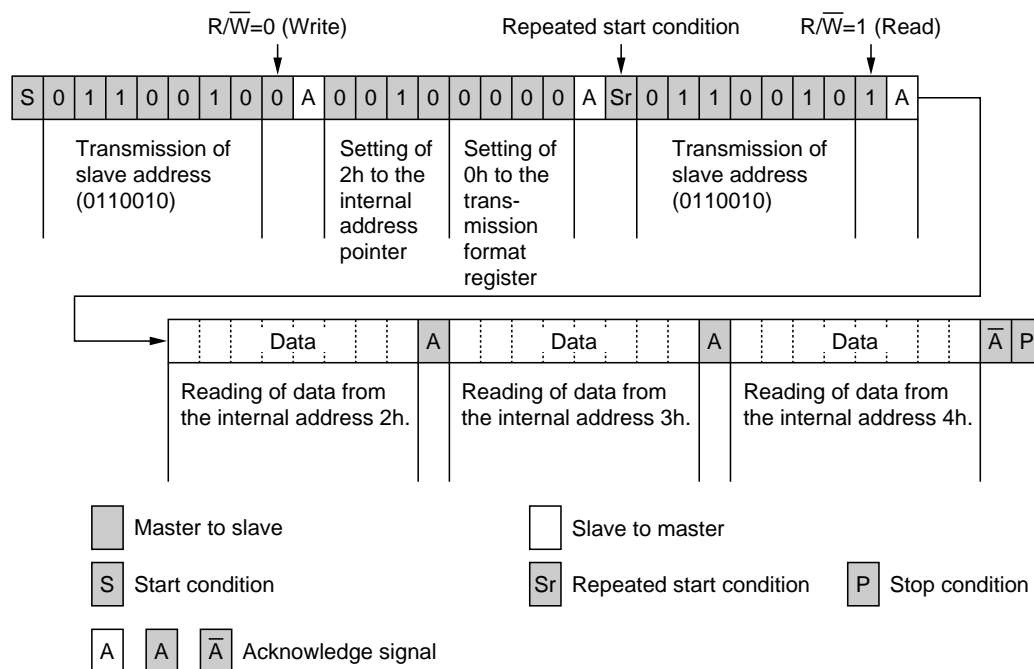 R/W̅=0 (Write) Repeated start condition R/W̅=1 (Read)
S 0 1 1 0 0 1 0 0 A 0 0 1 0 0 0 0 0 A Sr 0 1 1 0 0 1 0 1 A
Transmission of
slave address
(0110010)
Setting of
2h to the
internal
address
pointer
Setting of
0h to the
trans-
mission
format
register
Transmission of
slave address
(0110010)
Data A Data A Data A̅ P
Reading of data from
the internal address 2h.
Reading of data from
the internal address 3h.
Reading of data from
the internal address 4h.
Master to slave
Slave to master
S Start condition
Sr Repeated start condition
P Stop condition
A A A̅ Acknowledge signal